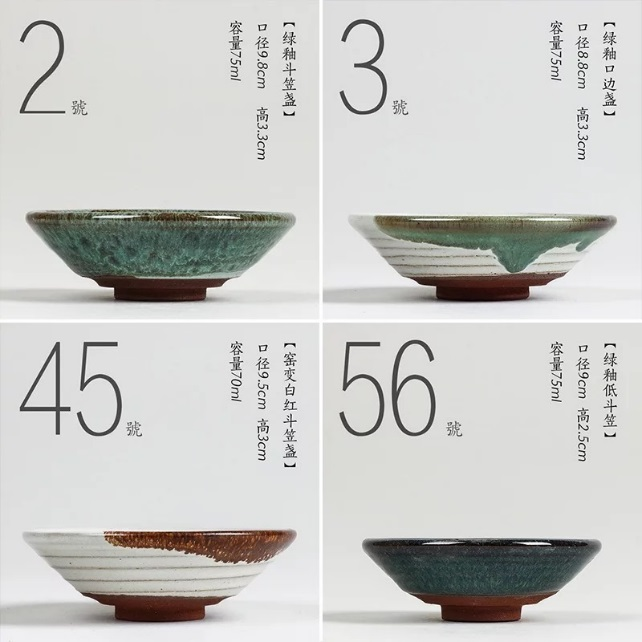 2號
【绿釉斗笠盏】
口径9.8cm 高3.3cm
容量75ml
3號
【绿釉口边盏】
口径8.8cm 高3.3cm
容量75ml
45號
【窑变白红斗笠盏】
口径9.5cm 高3cm
容量70ml
56號
【绿釉低斗笠】
口径9cm 高2.5cm
容量75ml